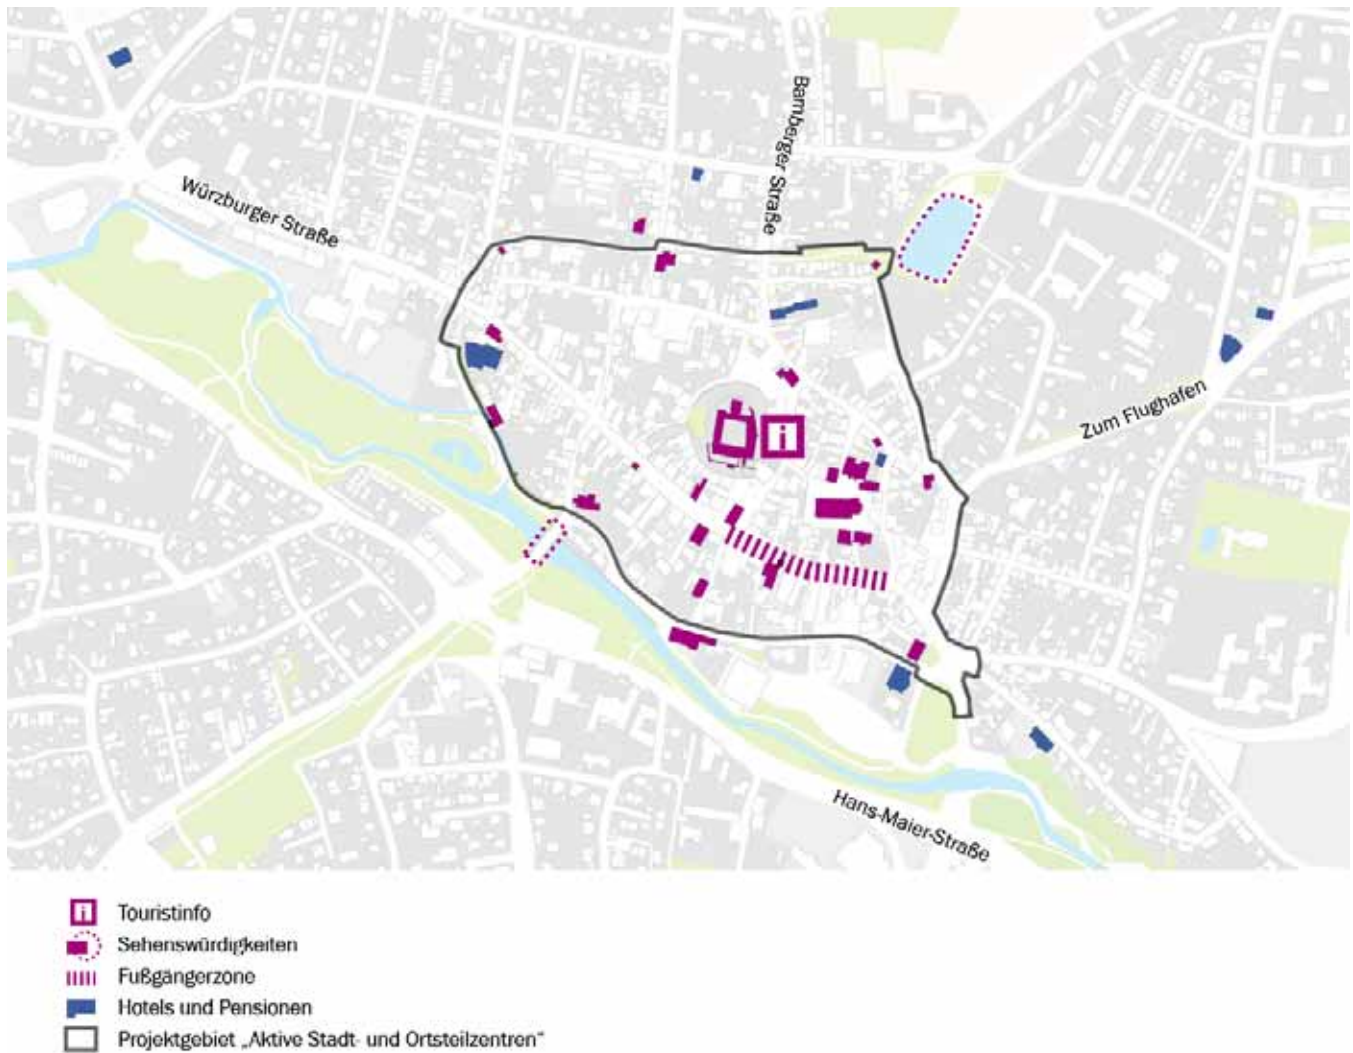 Bamberger Straße
Würzburger Straße
i
Zum Flughafen
Hans-Maier-Straße
i Touristinfo
Sehenswürdigkeiten
Fußgängerzone
Hotels und Pensionen
Projektgebiet „Aktive Stadt- und Ortsteilzentren“